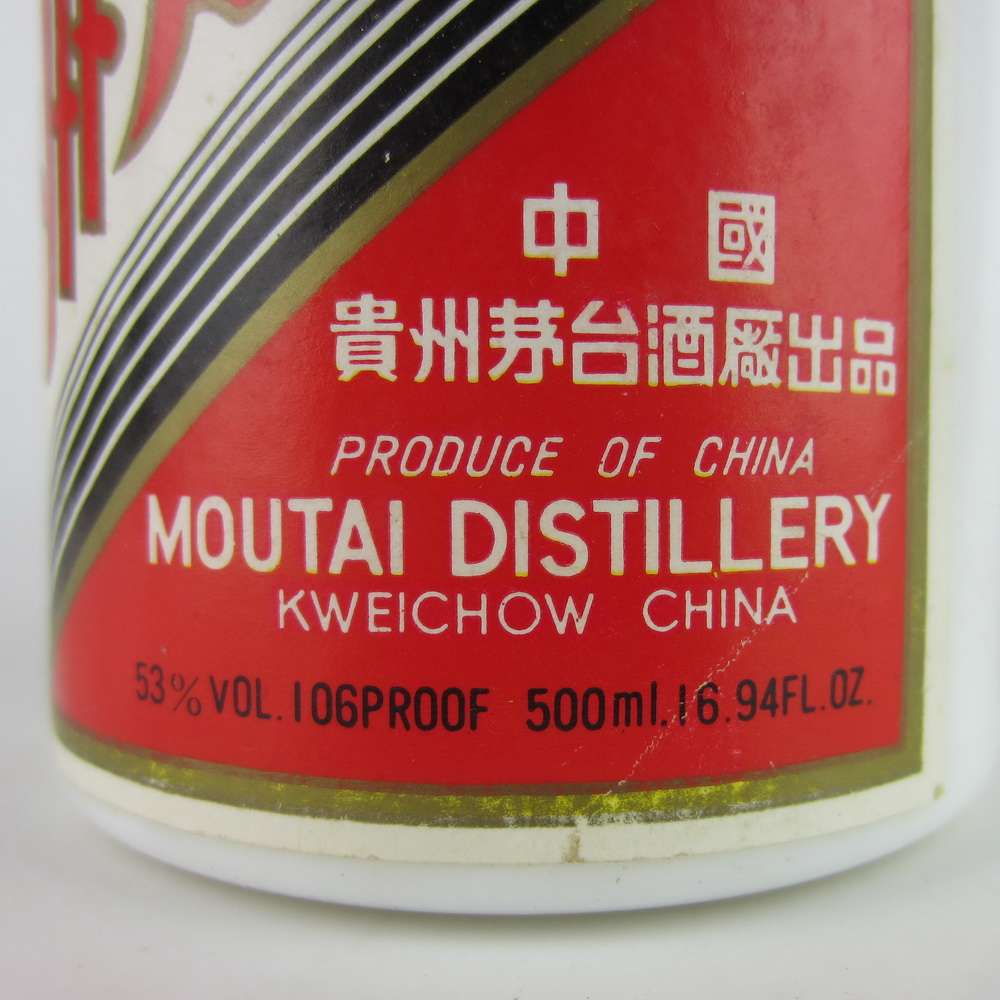 中 國
貴州茅台酒廠出品
PRODUCE OF CHINA
MOUTAI DISTILLERY
KWEICHOW CHINA
53% VOL. 106PROOF 500ml. 16.94FL.OZ.